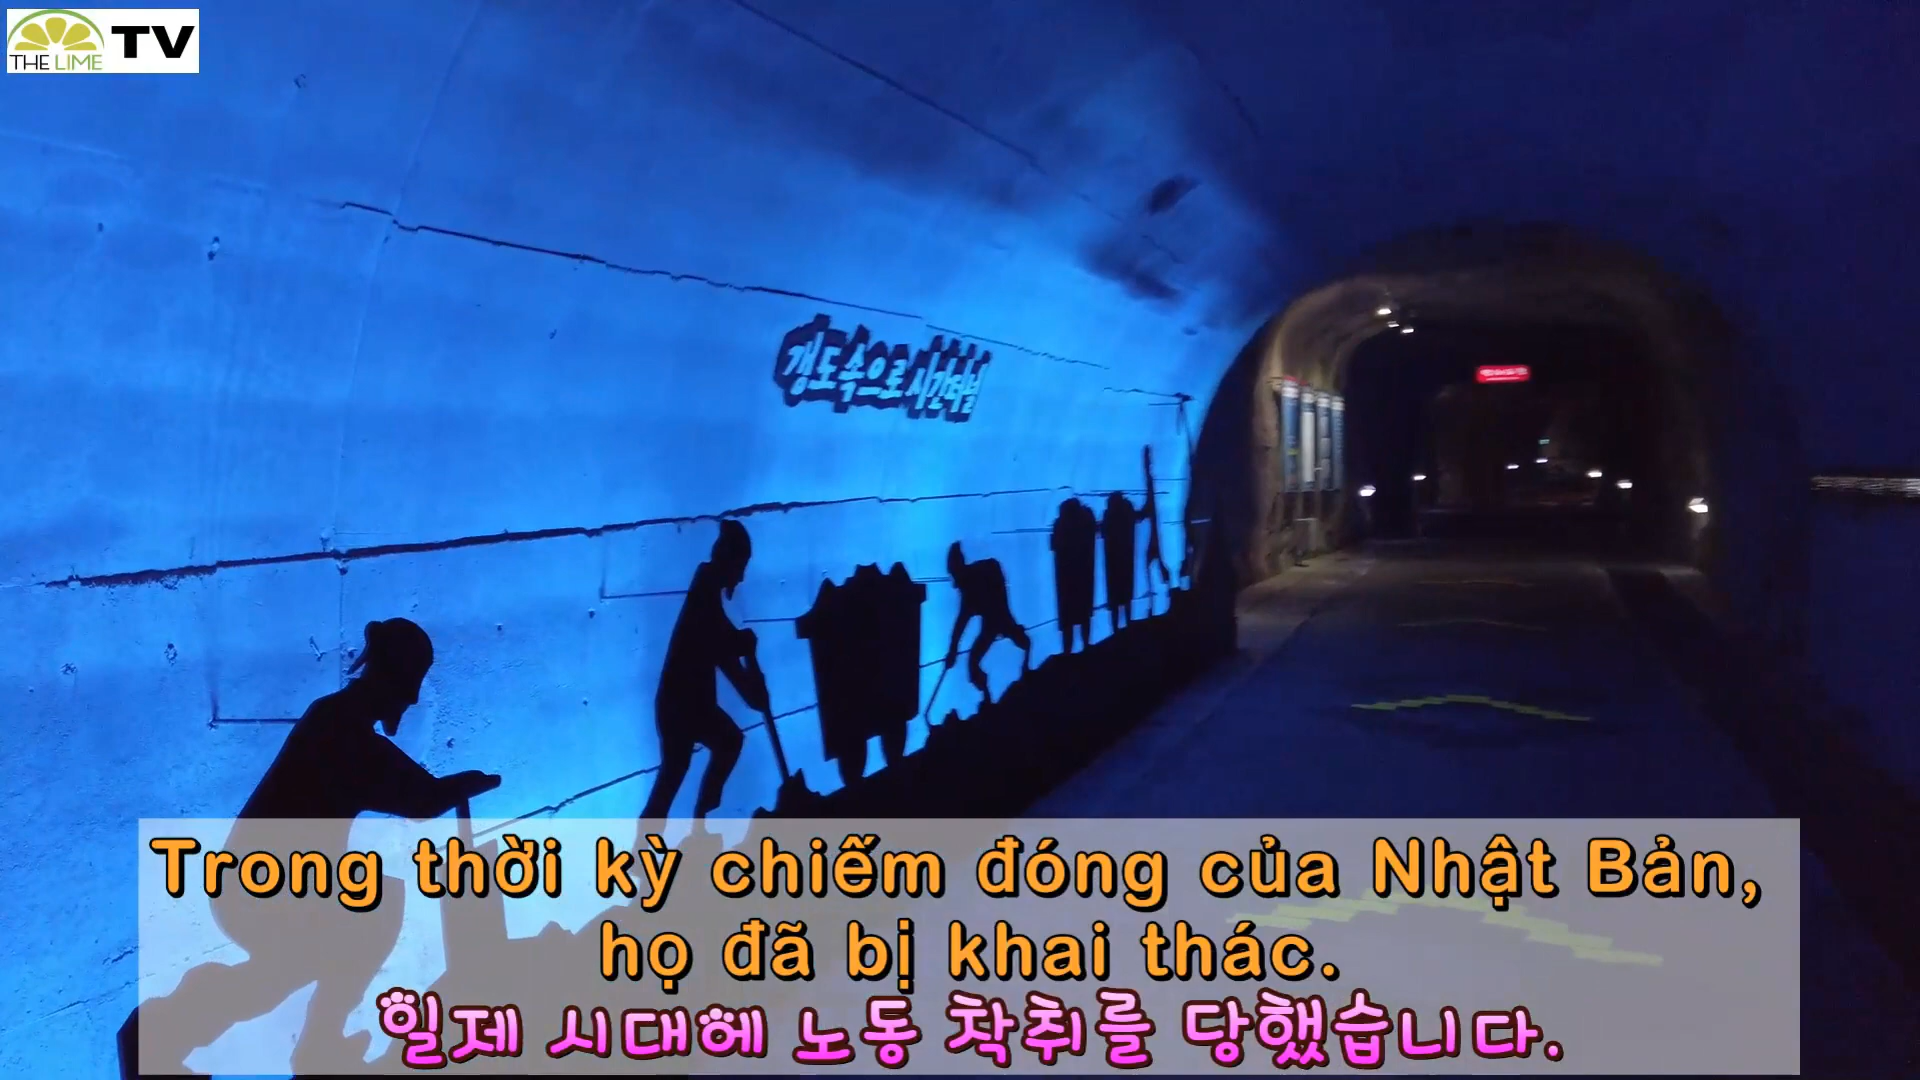 THE LIME TV
갱도 속으로 시간여행
Trong thời kỳ chiếm đóng của Nhật Bản,
họ đã bị khai thác.
일제 시대에 노동 착취를 당했습니다.